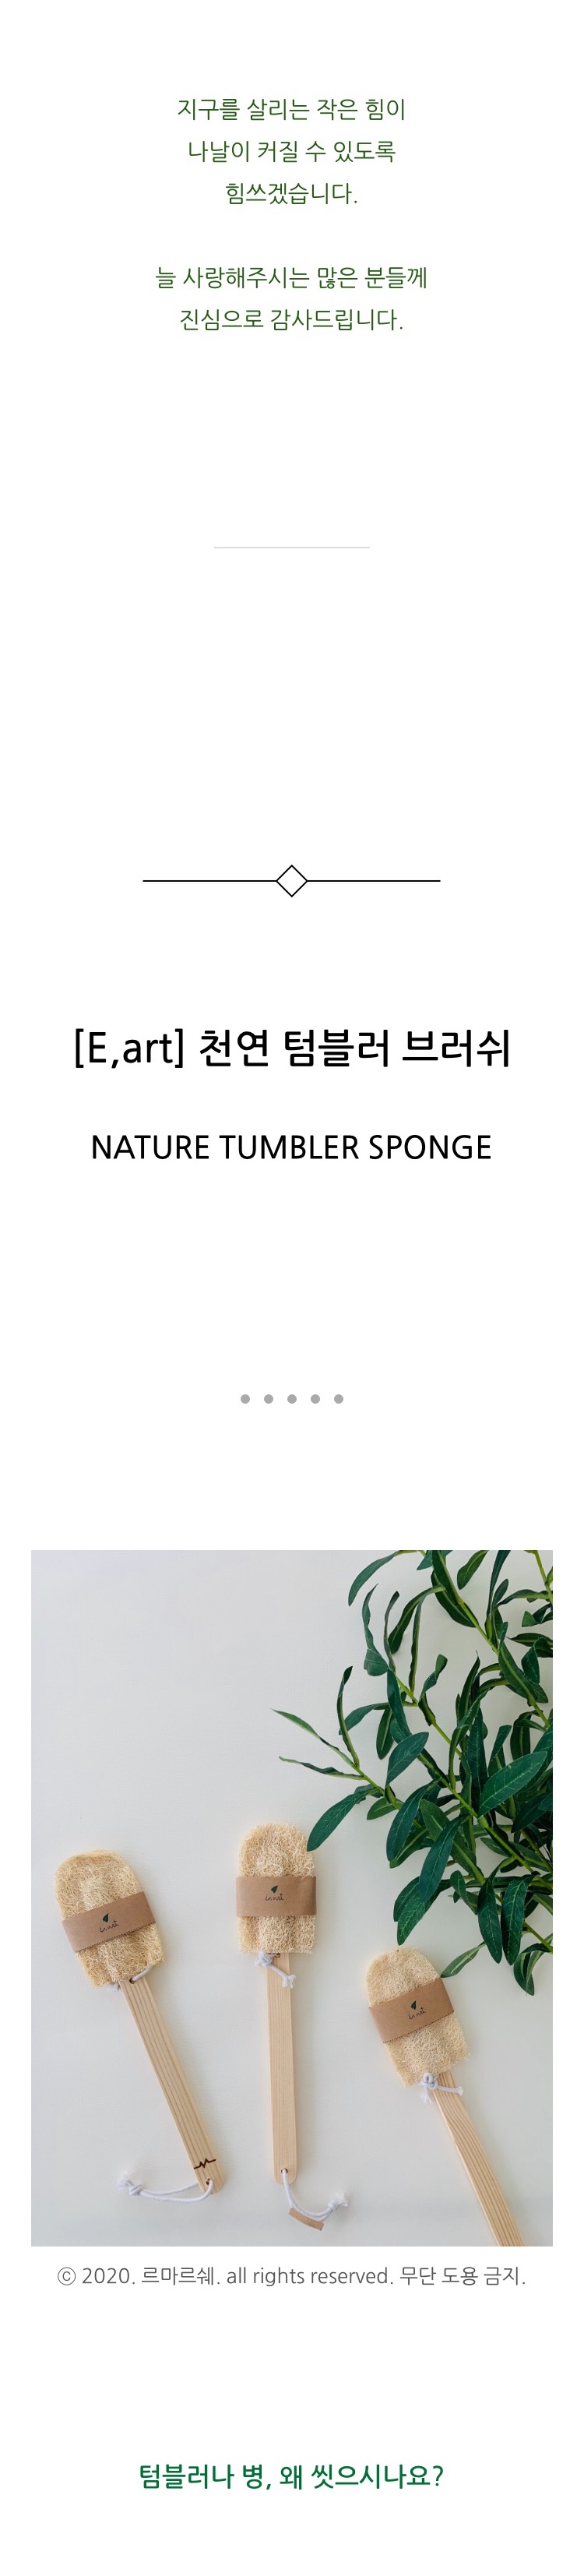 지구를 살리는 작은 힘이
나날이 커질 수 있도록
힘쓰겠습니다.
늘 사랑해주시는 많은 분들께
진심으로 감사드립니다.
[E,art] 천연 텀블러 브러쉬
NATURE TUMBLER SPONGE
ⓒ 2020. 르마르쉐. all rights reserved. 무단 도용 금지.
텀블러나 병, 왜 씻으시나요?